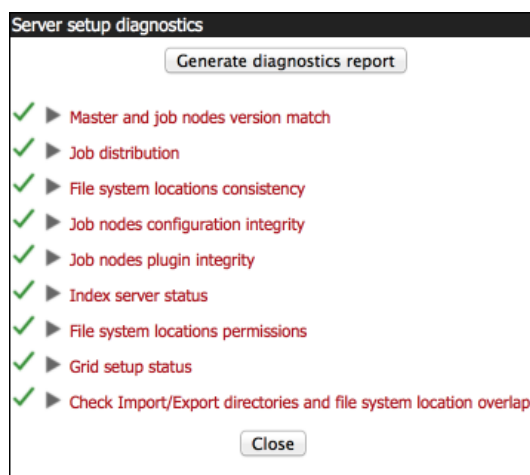 Server setup diagnostics
Generate diagnostics report
Master and job nodes version match
Job distribution
File system locations consistency
Job nodes configuration integrity
Job nodes plugin integrity
Index server status
File system locations permissions
Grid setup status
Check Import/Export directories and file system location overlap
Close